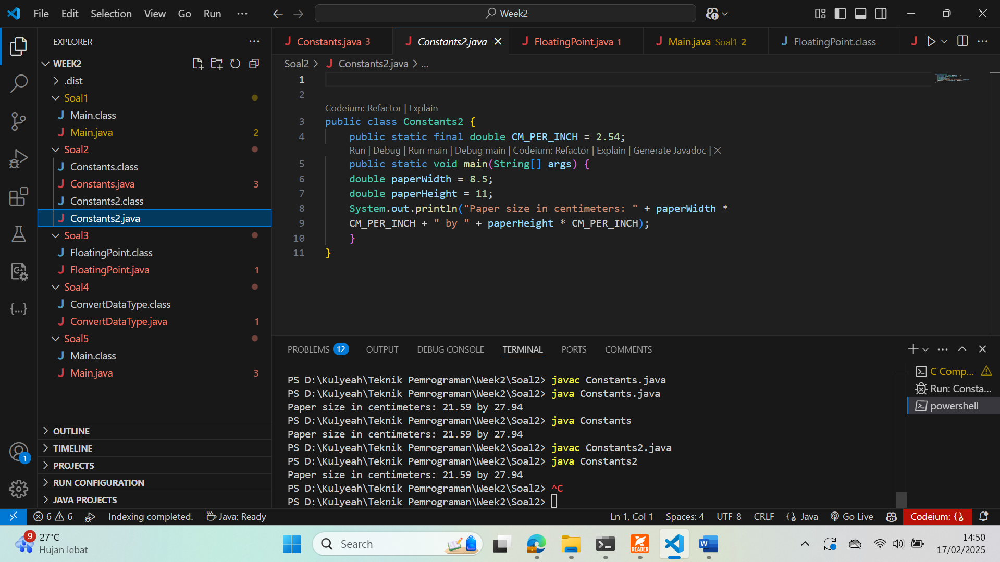 File Edit Selection View Go Run ...
Week2
EXPLORER
Constants.java 3
Constants2.java
FloatingPoint.java 1
Main.java Soal1 2
FloatingPoint.class
Soal2 > Constants2.java > ...
WEEK2
.dist
Soal1
Main.class
Main.java 2
Soal2
Constants.class
Constants.java 3
Constants2.class
Constants2.java
Soal3
FloatingPoint.class
FloatingPoint.java 1
Soal4
ConvertDataType.class
ConvertDataType.java 1
Soal5
Main.class
Main.java 3
OUTLINE
TIMELINE
PROJECTS
RUN CONFIGURATION
JAVA PROJECTS
1
2
Codeium: Refactor | Explain
3 public class Constants2 {
4 public static final double CM_PER_INCH = 2.54;
Run | Debug | Run main | Debug main | Codeium: Refactor | Explain | Generate Javadoc | ×
5 public static void main(String[] args) {
6 double paperWidth = 8.5;
7 double paperHeight = 11;
8 System.out.println("Paper size in centimeters: " + paperWidth *
9 CM_PER_INCH + " by " + paperHeight * CM_PER_INCH);
10 }
11 }
PROBLEMS 12 OUTPUT DEBUG CONSOLE TERMINAL PORTS COMMENTS
PS D:\Kulyeah\Teknik Pemrograman\Week2\Soal2> javac Constants.java
PS D:\Kulyeah\Teknik Pemrograman\Week2\Soal2> java Constants.java
Paper size in centimeters: 21.59 by 27.94
PS D:\Kulyeah\Teknik Pemrograman\Week2\Soal2> java Constants
Paper size in centimeters: 21.59 by 27.94
PS D:\Kulyeah\Teknik Pemrograman\Week2\Soal2> javac Constants2.java
PS D:\Kulyeah\Teknik Pemrograman\Week2\Soal2> java Constants2
Paper size in centimeters: 21.59 by 27.94
PS D:\Kulyeah\Teknik Pemrograman\Week2\Soal2> ^C
PS D:\Kulyeah\Teknik Pemrograman\Week2\Soal2>
C Comp...
Run: Consta...
powershell
1
6 6 Indexing completed. Java: Ready
Ln 1, Col 1 Spaces: 4 UTF-8 CRLF Java Go Live Codeium: {}
9
27°C
Hujan lebat
Search
READER
14:50
17/02/2025